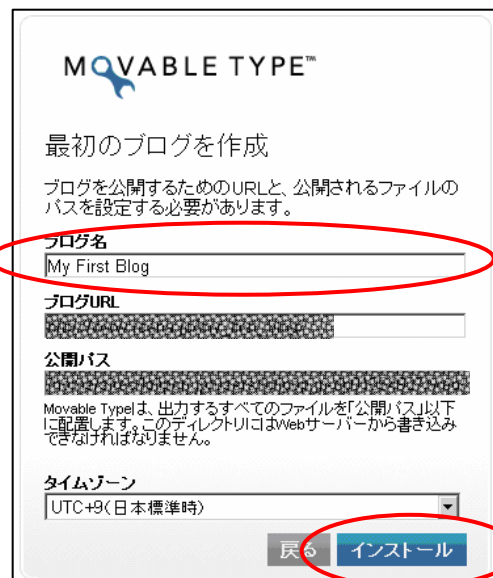 MOVABLE TYPE™
最初のブログを作成
ブログを公開するためのURLと、公開されるファイルの
パスを設定する必要があります。
ブログ名
My First Blog
ブログURL
公開パス
Movable Typeは、出力するすべてのファイルを「公開パス」以下
に配置します。このディレクトリにはWebサーバーから書き込み
できなければなりません。
タイムゾーン
UTC+9(日本標準時)
戻る インストール